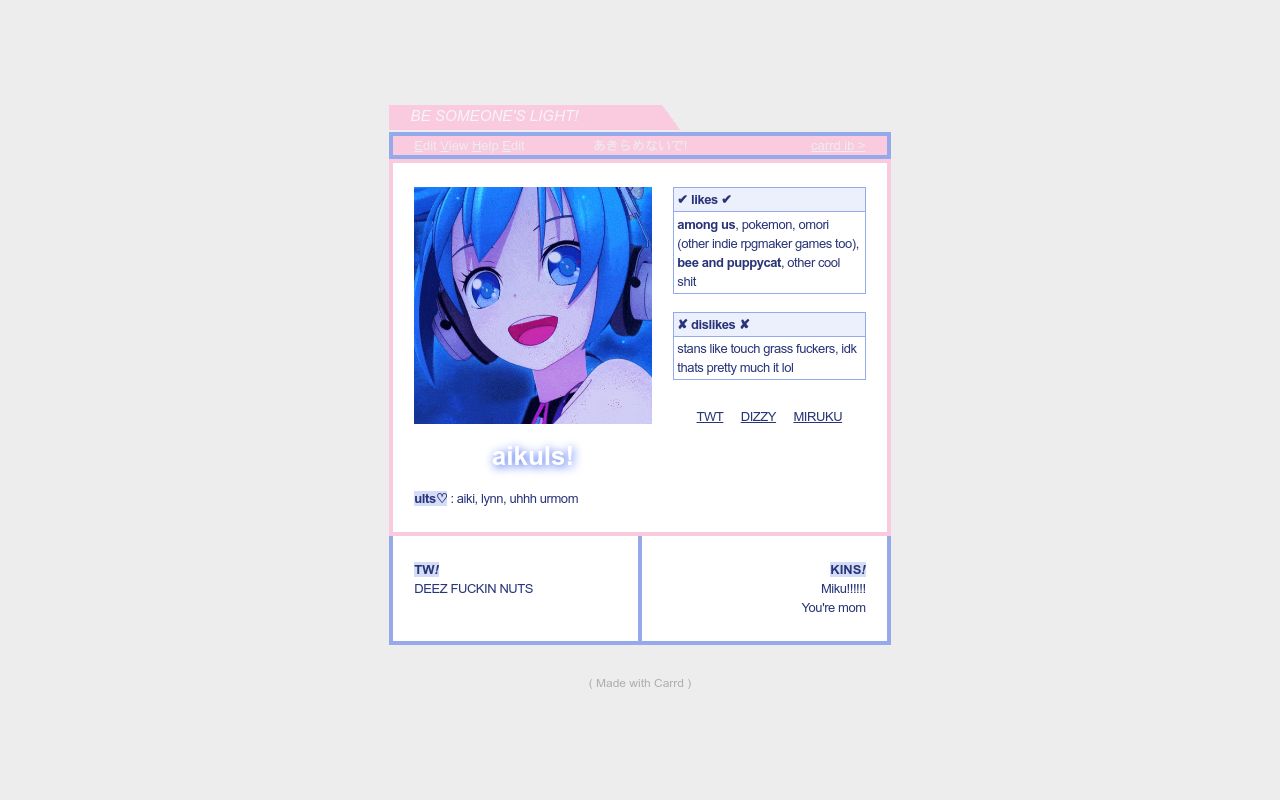 BE SOMEONE'S LIGHT!
Edit View Help Edit
あきらめないで!
carrd.ib >
✔ likes ✔
among us, pokemon, omori
(other indie rpgmaker games too),
bee and puppycat, other cool
shit
✘ dislikes ✘
stans like touch grass fuckers, idk
thats pretty much it lol
TWT DIZZY MIRUKU
aikuls!
ults♡ : aiki, lynn, uhhh urmom
TW!
DEEZ FUCKIN NUTS
KINS!
Miku!!!!!!
You're mom
( Made with Carrd )